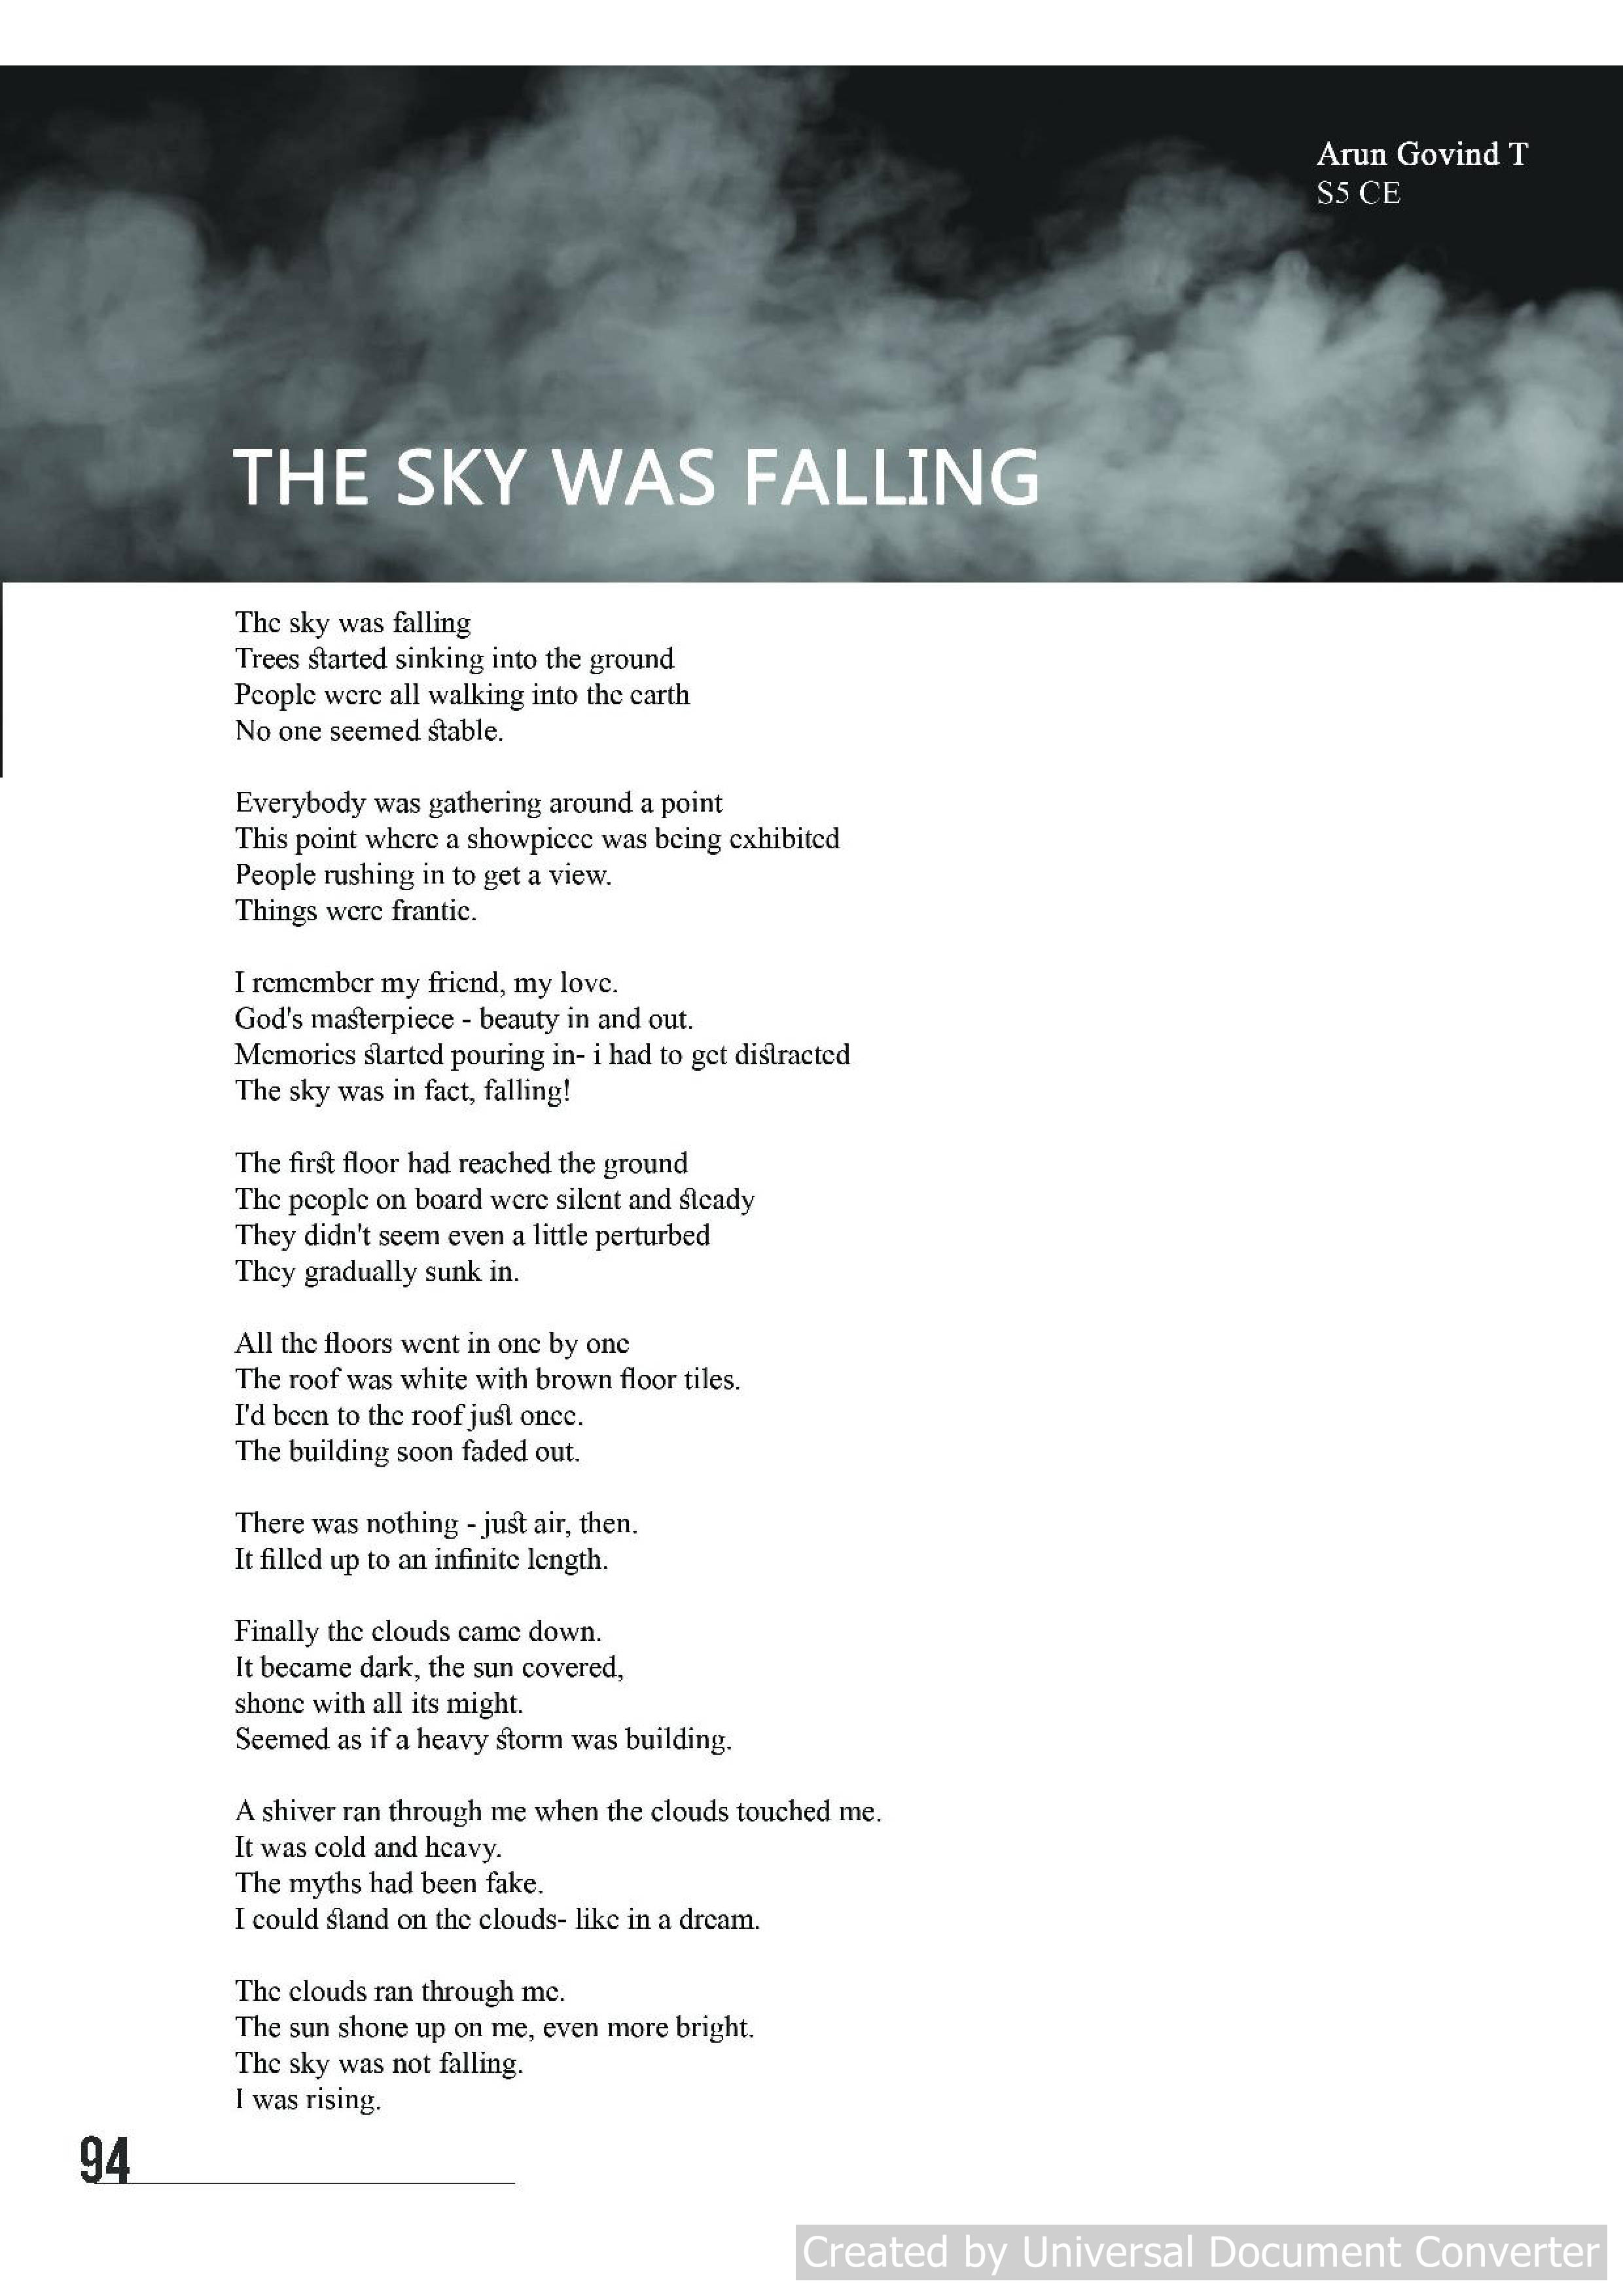 Arun Govind T
S5 CE
THE SKY WAS FALLING
The sky was falling
Trees started sinking into the ground
People were all walking into the earth
No one seemed stable.
Everybody was gathering around a point
This point where a showpiece was being exhibited
People rushing in to get a view.
Things were frantic.
I remember my friend, my love.
God's masterpiece - beauty in and out.
Memories started pouring in- i had to get distracted
The sky was in fact, falling!
The first floor had reached the ground
The people on board were silent and steady
They didn't seem even a little perturbed
They gradually sunk in.
All the floors went in one by one
The roof was white with brown floor tiles.
I'd been to the roof just once.
The building soon faded out.
There was nothing - just air, then.
It filled up to an infinite length.
Finally the clouds came down.
It became dark, the sun covered,
shone with all its might.
Seemed as if a heavy storm was building.
A shiver ran through me when the clouds touched me.
It was cold and heavy.
The myths had been fake.
I could stand on the clouds- like in a dream.
The clouds ran through me.
The sun shone up on me, even more bright.
The sky was not falling.
I was rising.
94
Created by Universal Document Converter